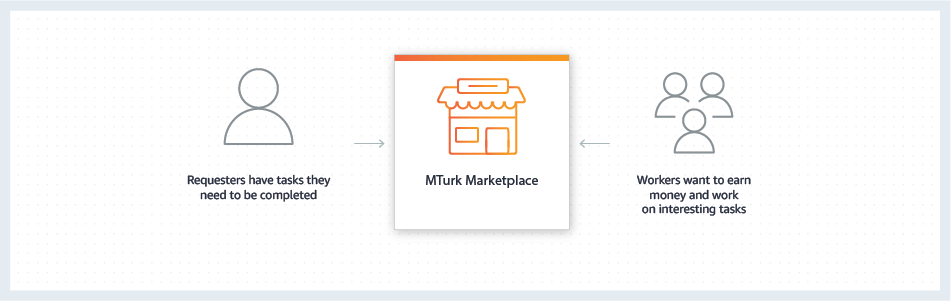 Requesters have tasks they
need to be completed
MTurk Marketplace
Workers want to earn
money and work
on interesting tasks